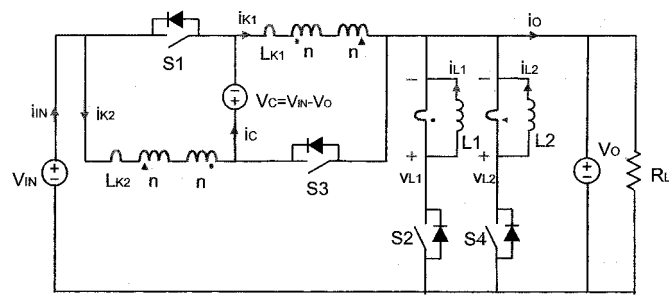 iK1
iO
LK1
n
n
S1
iL1
iL2
VC=VIN-VO
iIN
iK2
iC
L1
L2
VO
VIN
LK2
n
n
S3
vL1
vL2
RL
S2
S4